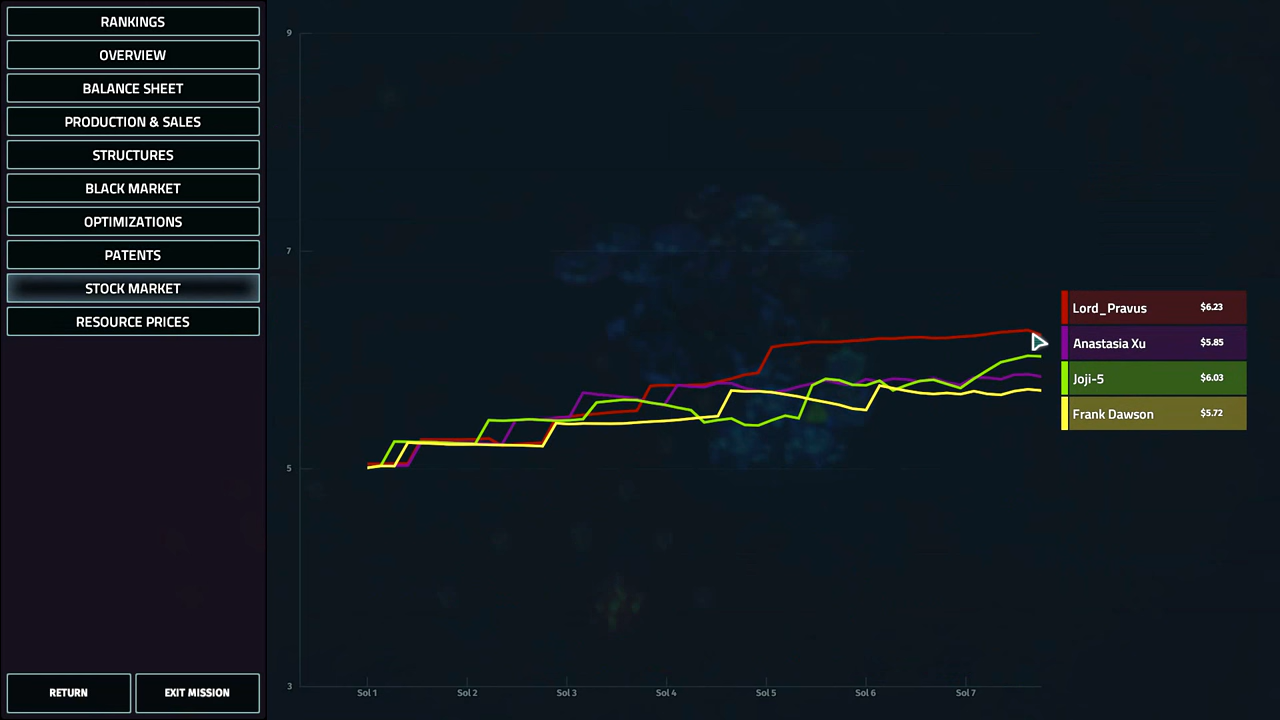 RANKINGS
OVERVIEW
BALANCE SHEET
PRODUCTION & SALES
STRUCTURES
BLACK MARKET
OPTIMIZATIONS
PATENTS
STOCK MARKET
RESOURCE PRICES
RETURN
EXIT MISSION
9
7
5
3
Sol 1
Sol 2
Sol 3
Sol 4
Sol 5
Sol 6
Sol 7
Lord_Pravus $6.23
Anastasia Xu $5.85
Joji-5 $6.03
Frank Dawson $5.72